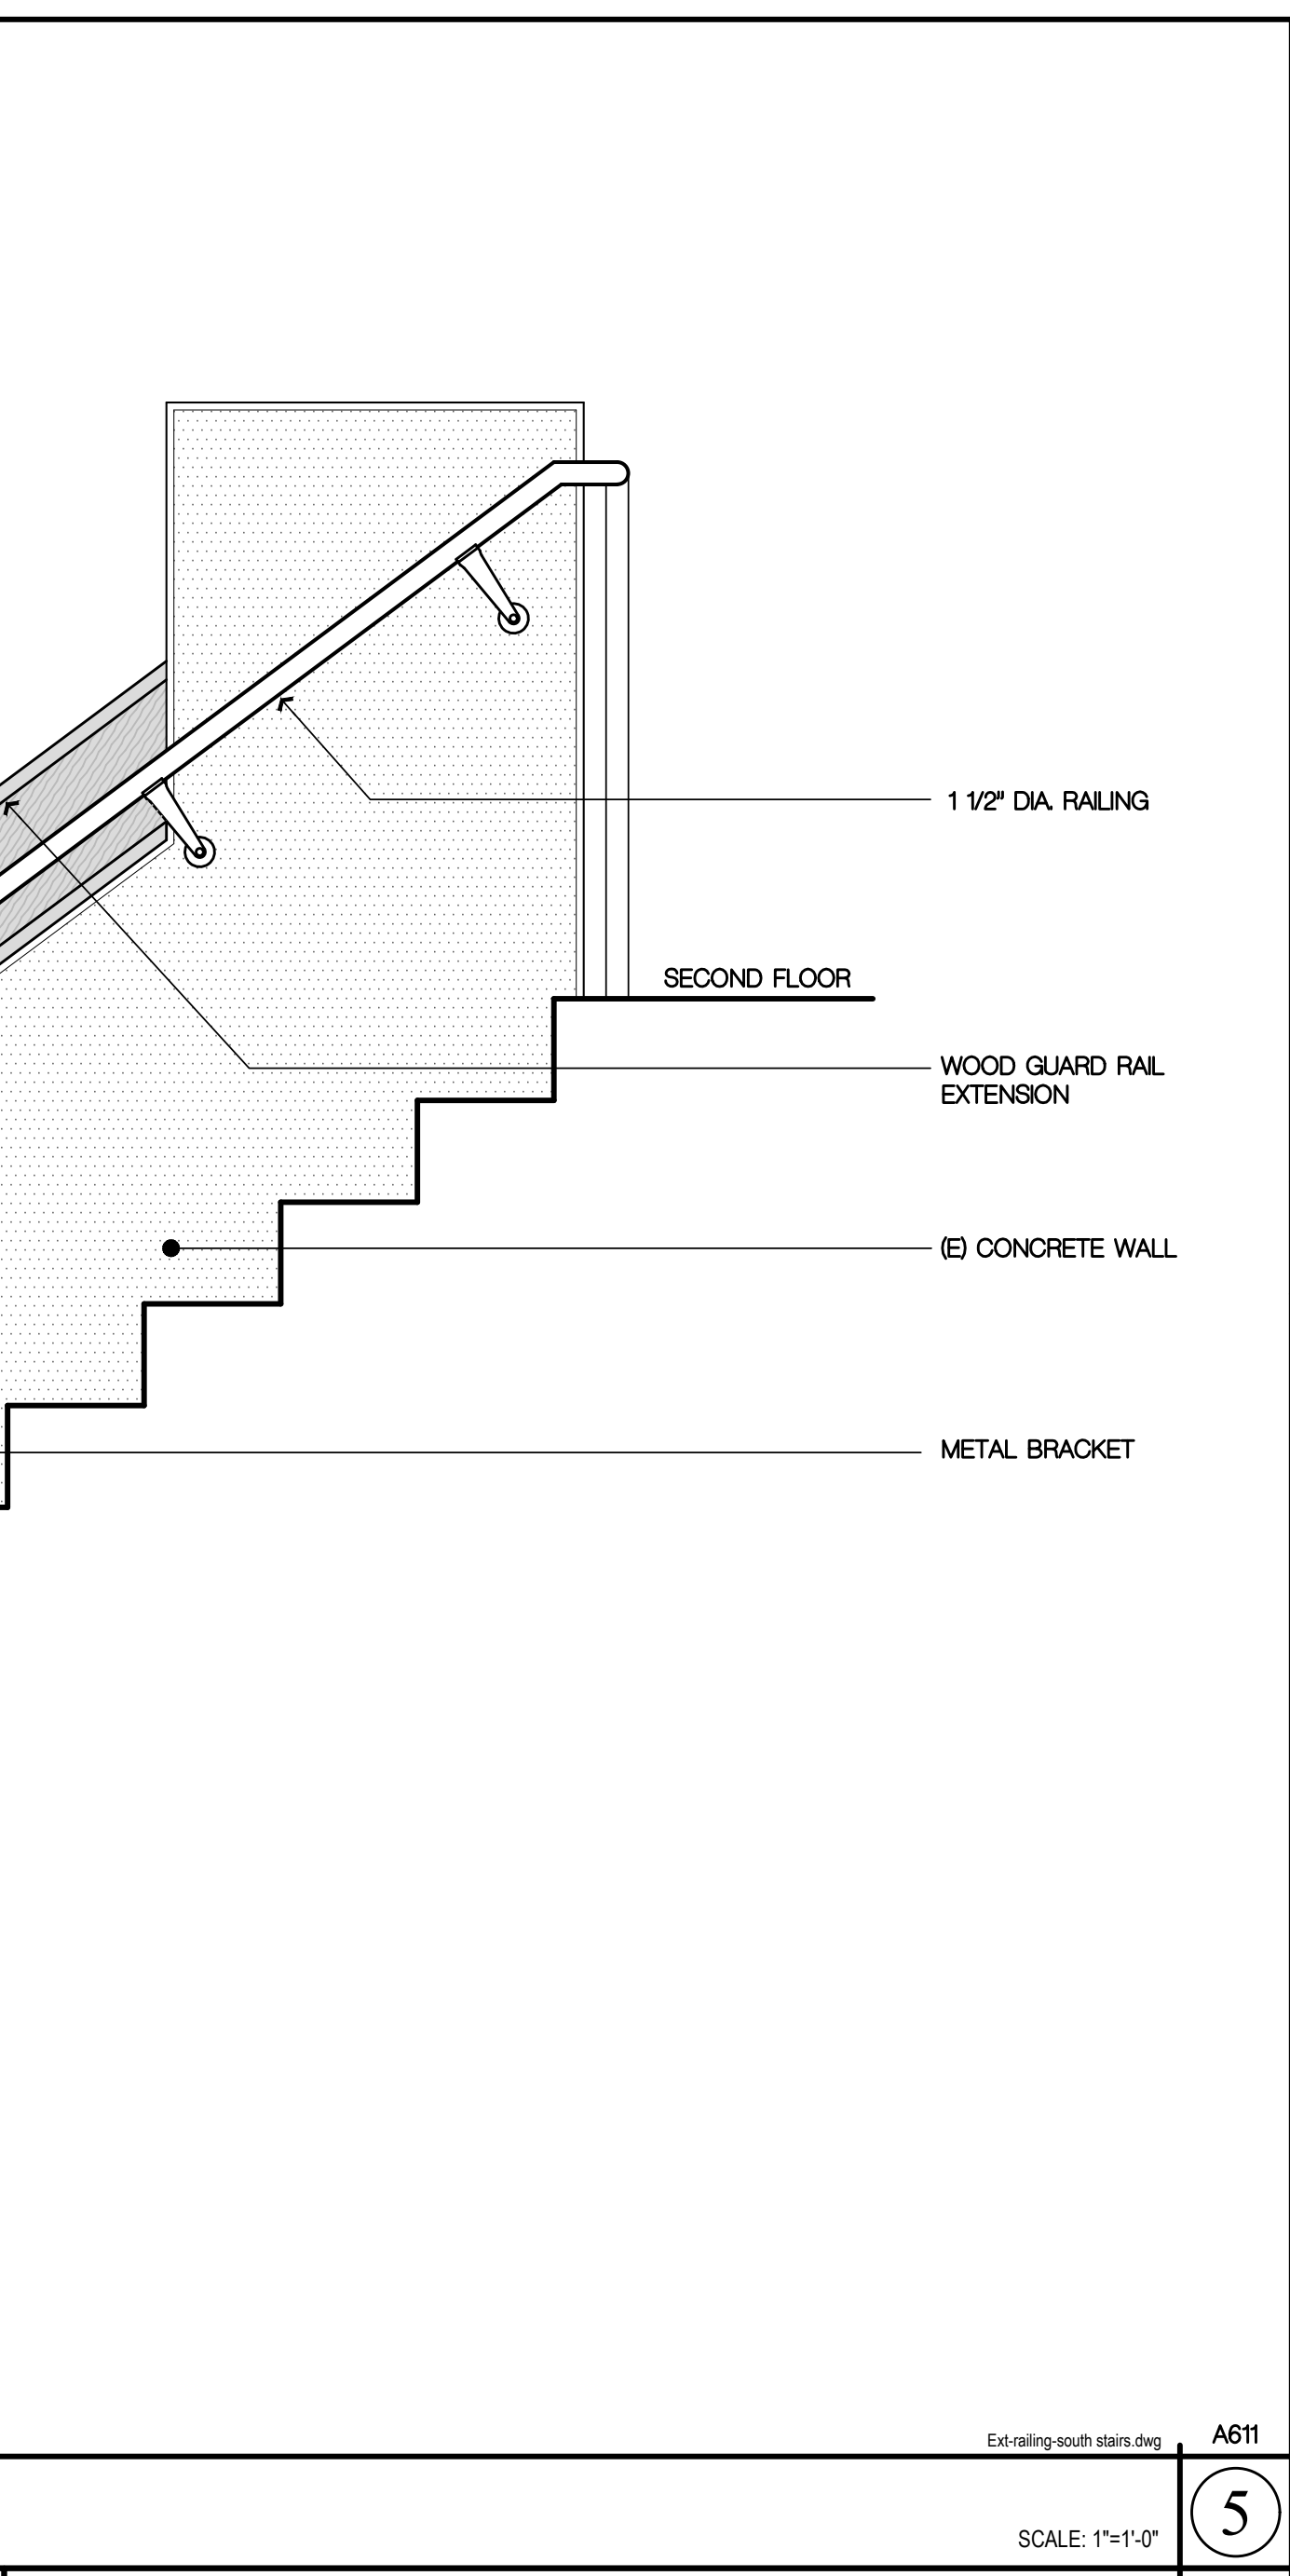 1 1/2" DIA. RAILING
SECOND FLOOR
WOOD GUARD RAIL
EXTENSION
(E) CONCRETE WALL
METAL BRACKET
Ext-railing-south stairs.dwg
A611
5
SCALE: 1"=1'-0"